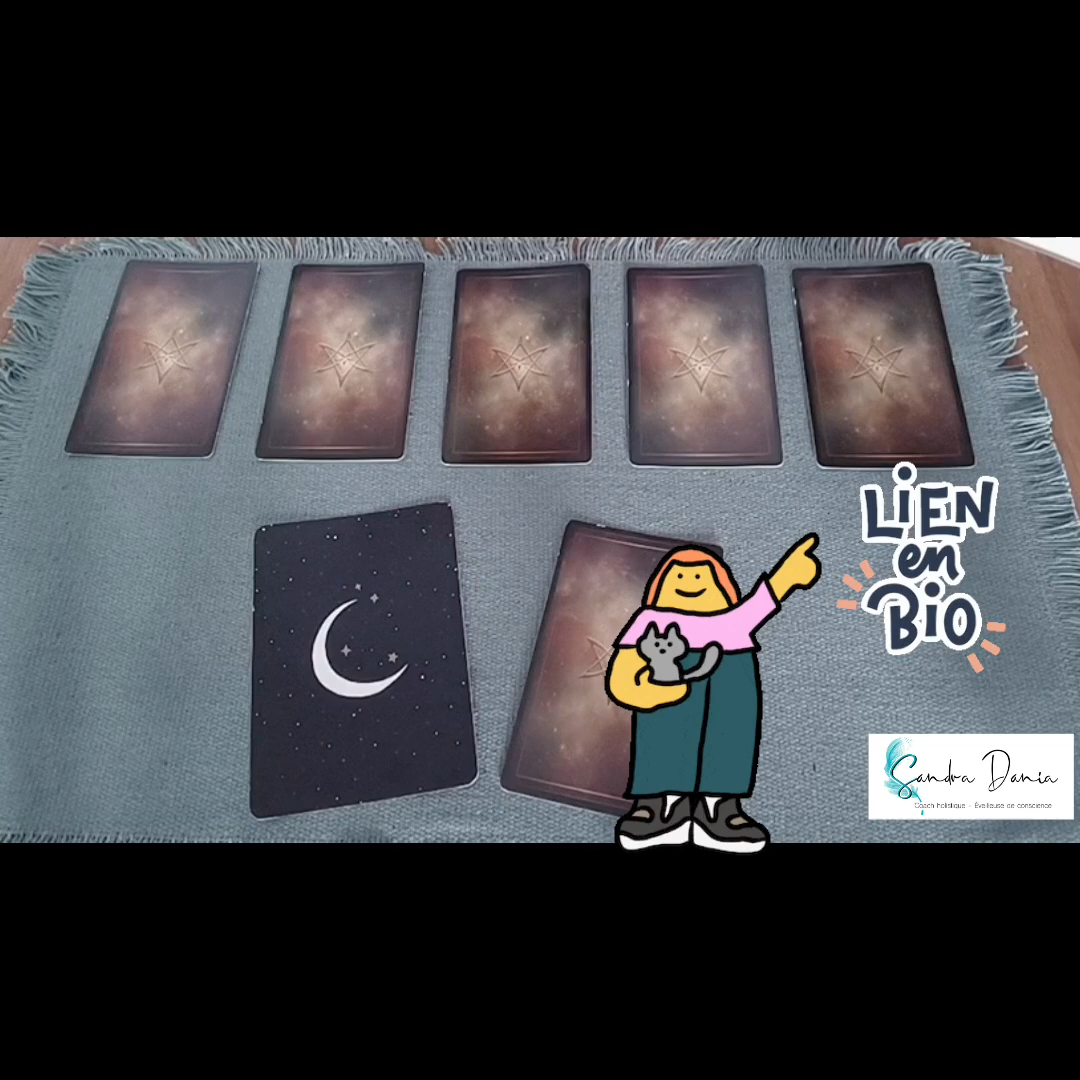 LiEN
en
BiO
Sandra Dania
Coach holistique - Éveilleuse de conscience